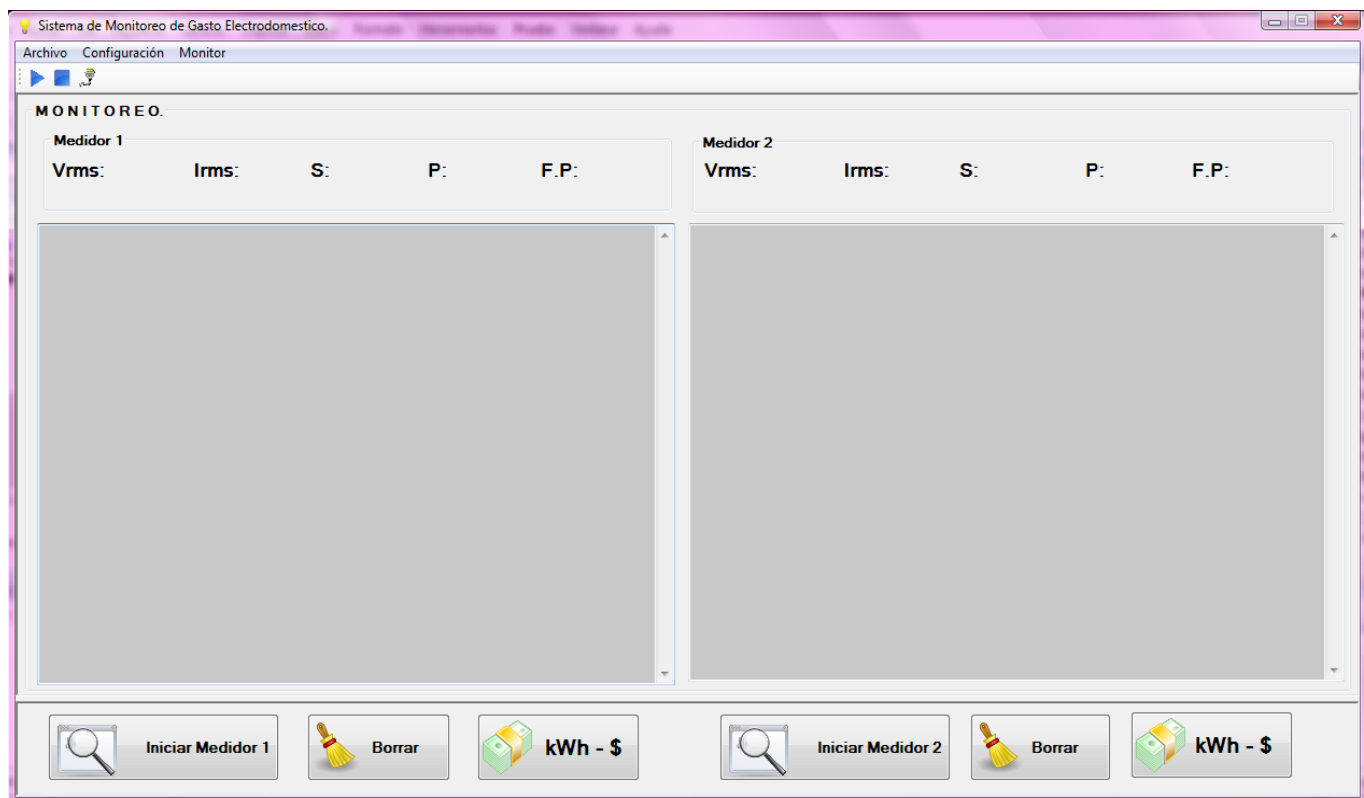 Sistema de Monitoreo de Gasto Electrodomestico.
Archivo Configuración Monitor
MONITOREO.
Medidor 1
Vrms: Irms: S: P: F.P:
Medidor 2
Vrms: Irms: S: P: F.P:
Iniciar Medidor 1
Borrar
kWh - $
Iniciar Medidor 2
Borrar
kWh - $